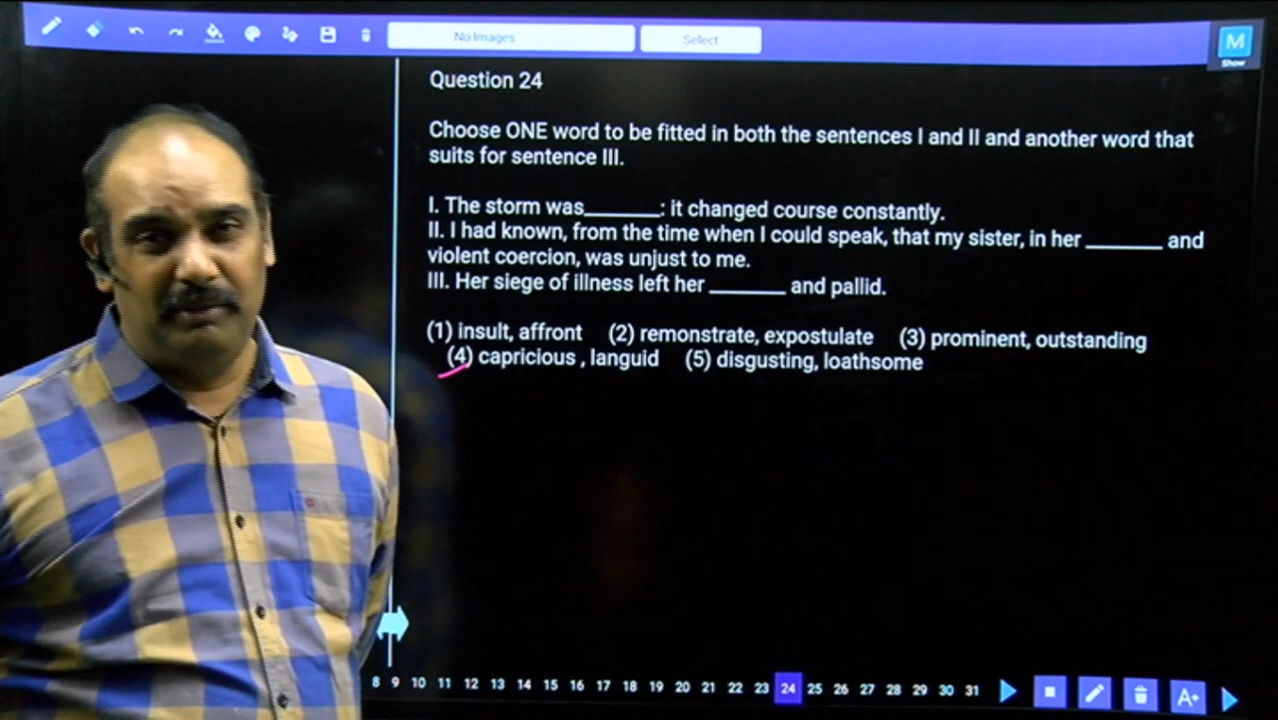 No Images
Select
M
Show
Question 24
Choose ONE word to be fitted in both the sentences I and II and another word that
suits for sentence III.
I. The storm was_______: it changed course constantly.
II. I had known, from the time when I could speak, that my sister, in her _______ and
violent coercion, was unjust to me.
III. Her siege of illness left her _______ and pallid.
(1) insult, affront (2) remonstrate, expostulate (3) prominent, outstanding
(4) capricious , languid (5) disgusting, loathsome
8 9 10 11 12 13 14 15 16 17 18 19 20 21 22 23 24 25 26 27 28 29 30 31
A+